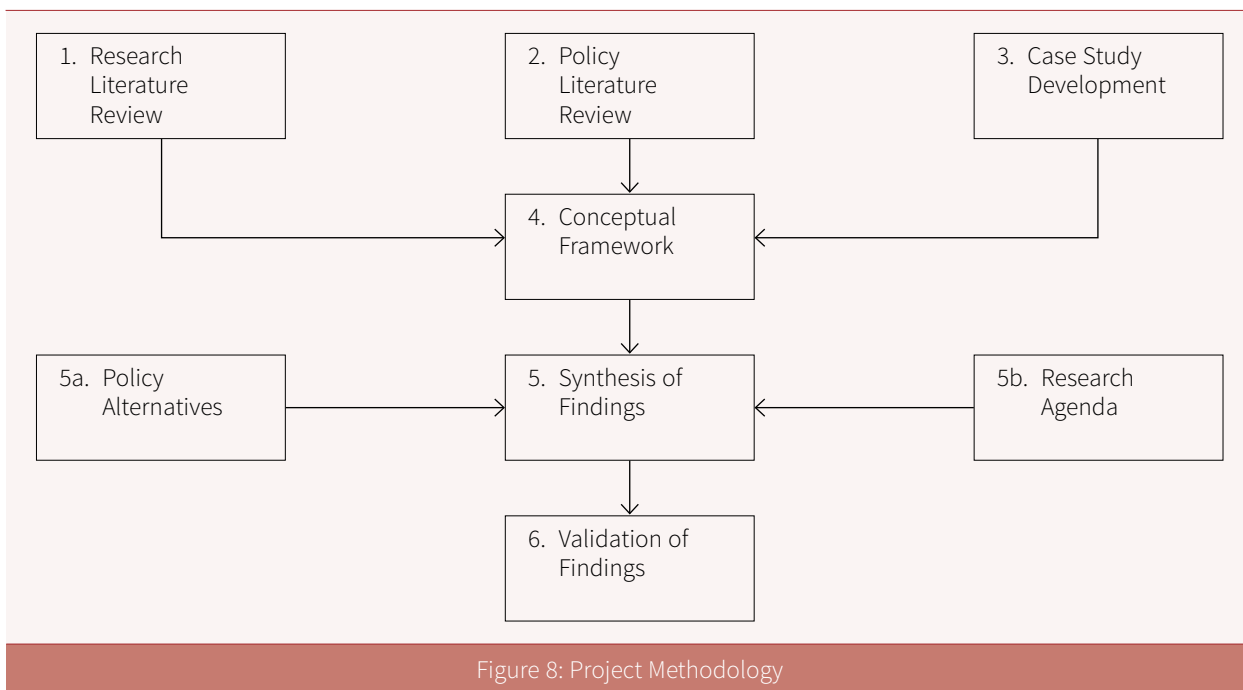 1. Research
Literature
Review
2. Policy
Literature
Review
3. Case Study
Development
4. Conceptual
Framework
5a. Policy
Alternatives
5. Synthesis of
Findings
5b. Research
Agenda
6. Validation of
Findings
Figure 8: Project Methodology